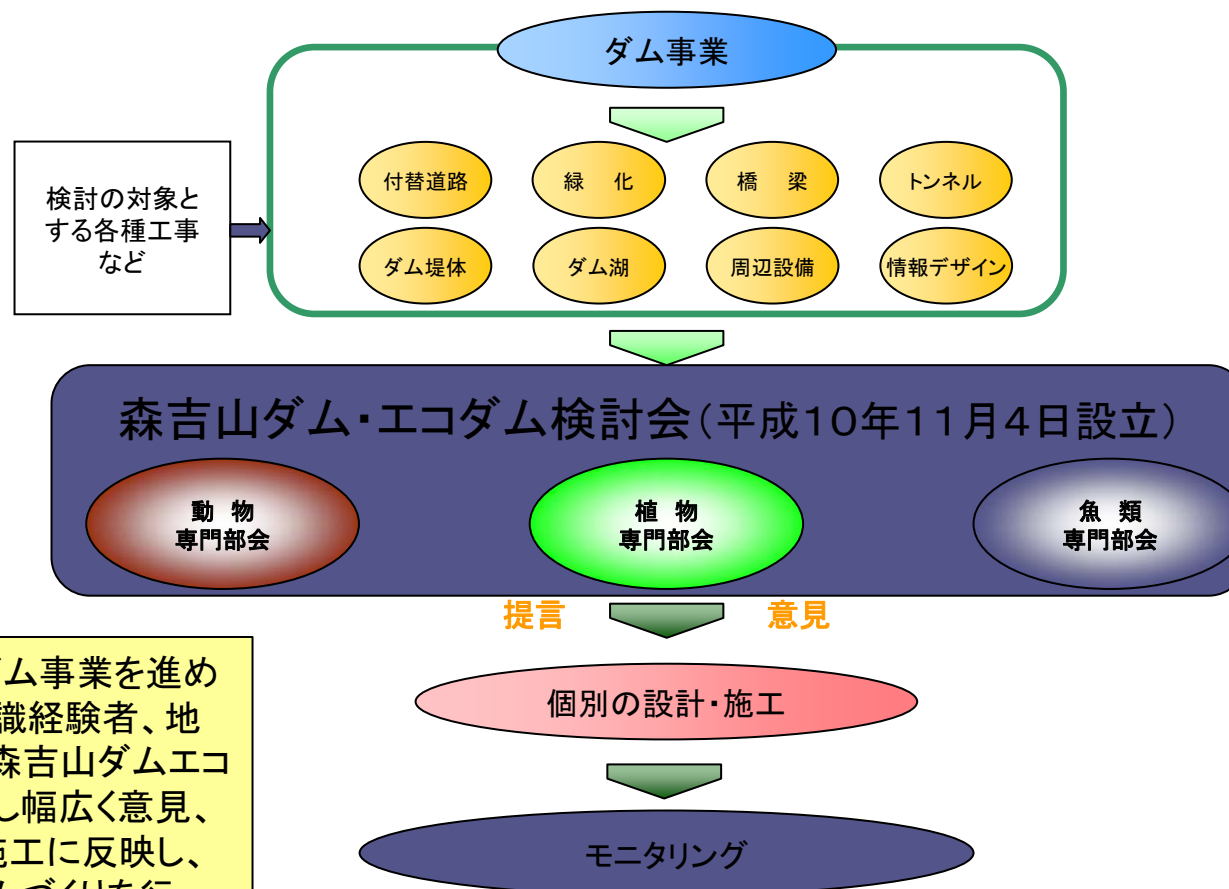 ダム事業
検討の対象と
する各種工事
など
付替道路
緑　化
橋　梁
トンネル
ダム堤体
ダム湖
周辺設備
情報デザイン
森吉山ダム・エコダム検討会（平成１０年１１月４日設立）
動　物
専門部会
植　物
専門部会
魚　類
専門部会
提言
意見
ダム事業を進め
識経験者、地
森吉山ダムエコ
し幅広く意見、
施工に反映し、
個別の設計・施工
モニタリング